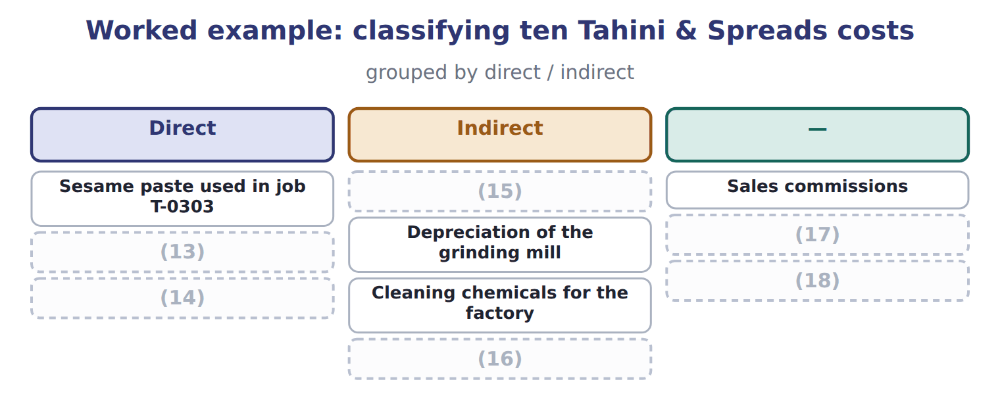 Worked example: classifying ten Tahini & Spreads costs
grouped by direct / indirect
Direct
Sesame paste used in job
T-0303
(13)
(14)
Indirect
(15)
Depreciation of the
grinding mill
Cleaning chemicals for the
factory
(16)
—
Sales commissions
(17)
(18)